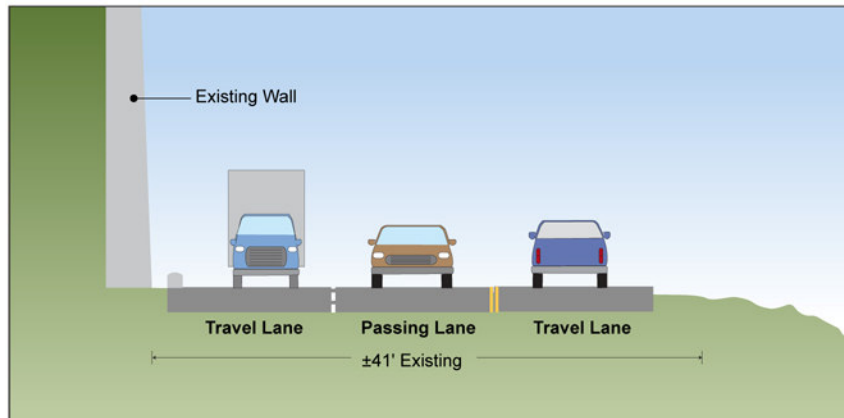 Existing Wall
Travel Lane
Passing Lane
Travel Lane
±41' Existing